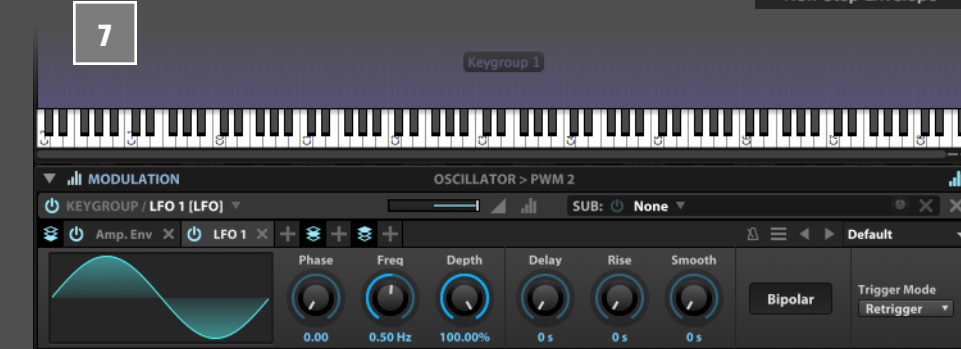 7
Keygroup 1
MODULATION
OSCILLATOR > PWM 2
KEYGROUP / LFO 1 [LFO]
SUB: None
Amp. Env
LFO 1
Default
Phase Freq Depth Delay Rise Smooth
Bipolar
Trigger Mode
Retrigger
0.00 0.50 Hz 100.00% 0 s 0 s 0 s